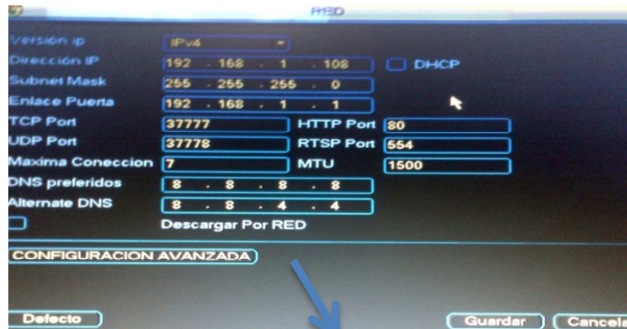 RED
Versión ip IPv4
Dirección IP 192 . 168 . 1 . 108 DHCP
Subnet Mask 255 . 255 . 255 . 0
Enlace Puerta 192 . 168 . 1 . 1
TCP Port 37777 HTTP Port 80
UDP Port 37778 RTSP Port 554
Maxima Coneccion 7 MTU 1500
DNS preferidos 8 . 8 . 8 . 8
Alternate DNS 8 . 8 . 4 . 4
Descargar Por RED
CONFIGURACION AVANZADA
Defecto Guardar Cancela